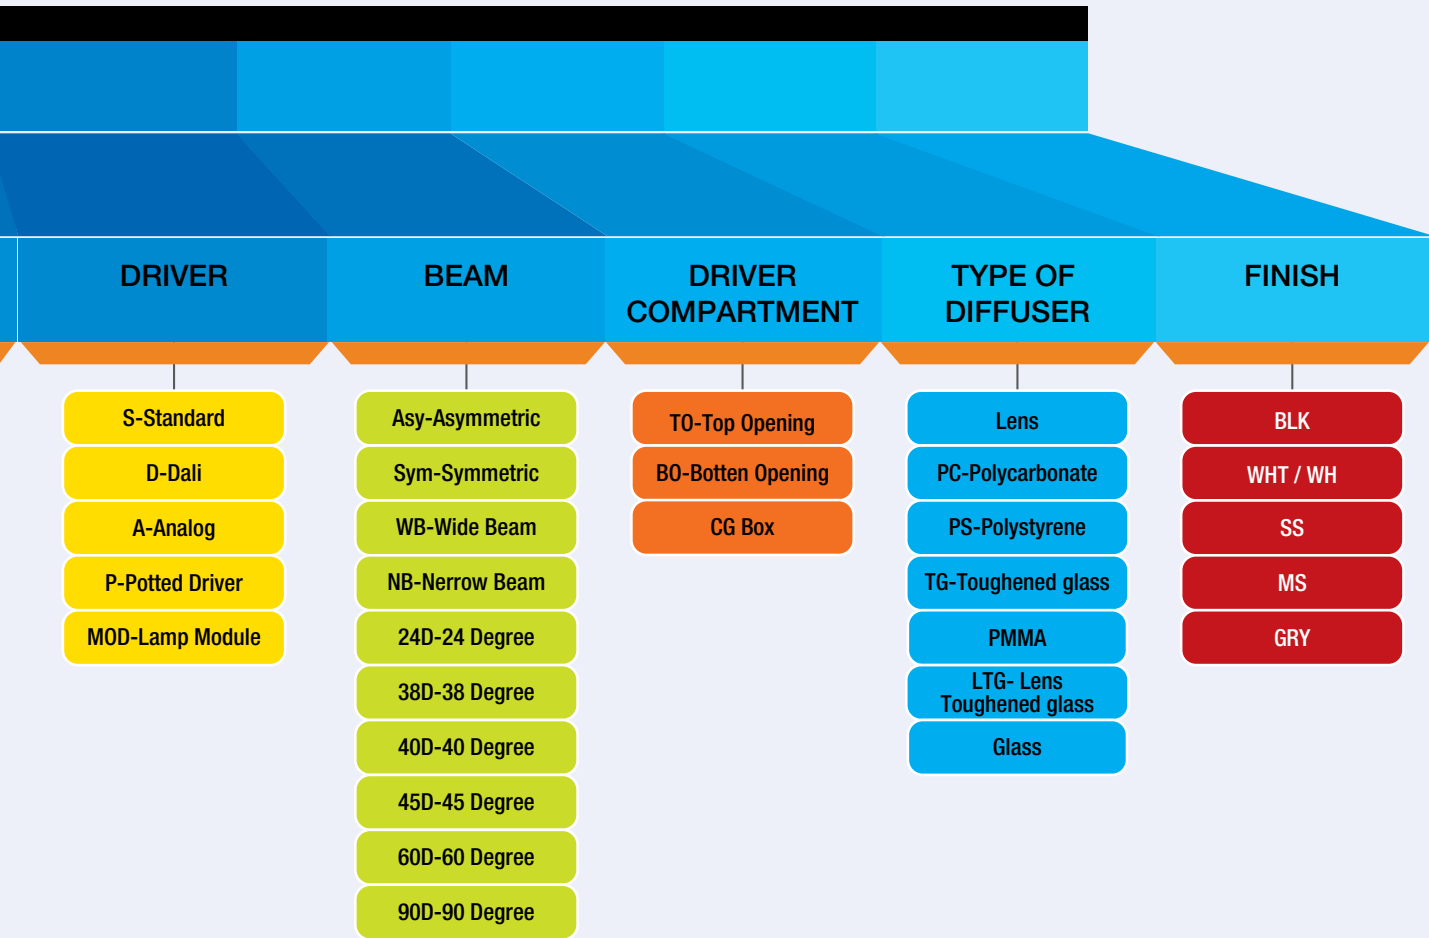 DRIVER
BEAM
DRIVER
COMPARTMENT
TYPE OF
DIFFUSER
FINISH
S-Standard
D-Dali
A-Analog
P-Potted Driver
MOD-Lamp Module
Asy-Asymmetric
Sym-Symmetric
WB-Wide Beam
NB-Nerrow Beam
24D-24 Degree
38D-38 Degree
40D-40 Degree
45D-45 Degree
60D-60 Degree
90D-90 Degree
TO-Top Opening
BO-Botten Opening
CG Box
Lens
PC-Polycarbonate
PS-Polystyrene
TG-Toughened glass
PMMA
LTG- Lens
Toughened glass
Glass
BLK
WHT / WH
SS
MS
GRY